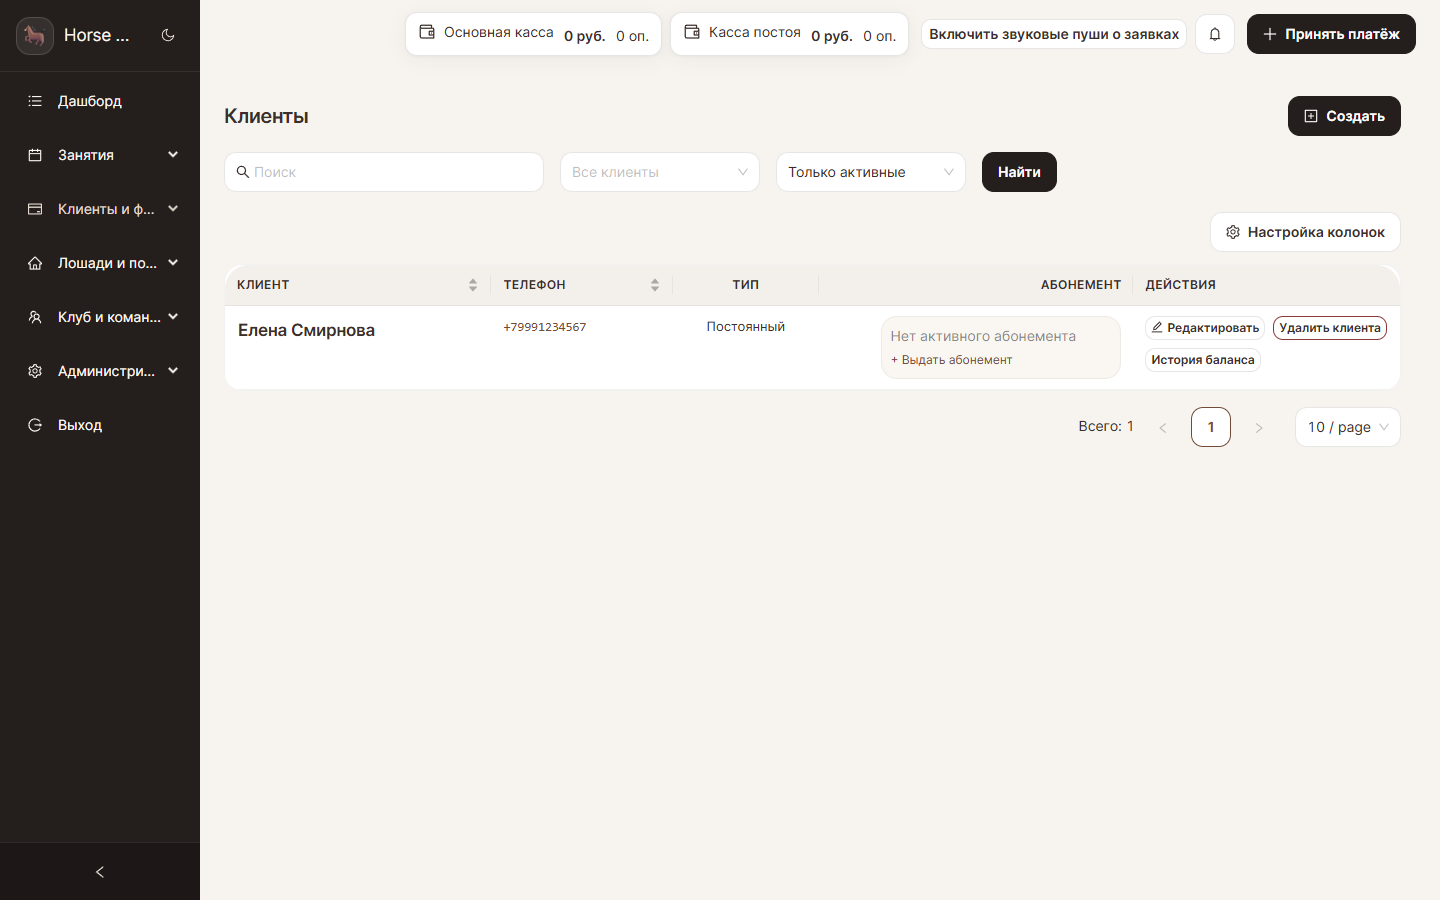 Horse ...
Основная касса 0 руб. 0 оп.
Касса постоя 0 руб. 0 оп.
Включить звуковые пуши о заявках
Принять платёж
Дашборд
Занятия
Клиенты и ф...
Лошади и по...
Клуб и коман...
Администри...
Выход
Клиенты
Создать
Поиск
Все клиенты
Только активные
Найти
Настройка колонок
КЛИЕНТ ТЕЛЕФОН ТИП АБОНЕМЕНТ ДЕЙСТВИЯ
Елена Смирнова +79991234567 Постоянный
Нет активного абонемента
+ Выдать абонемент
Редактировать Удалить клиента
История баланса
Всего: 1
1
10 / page